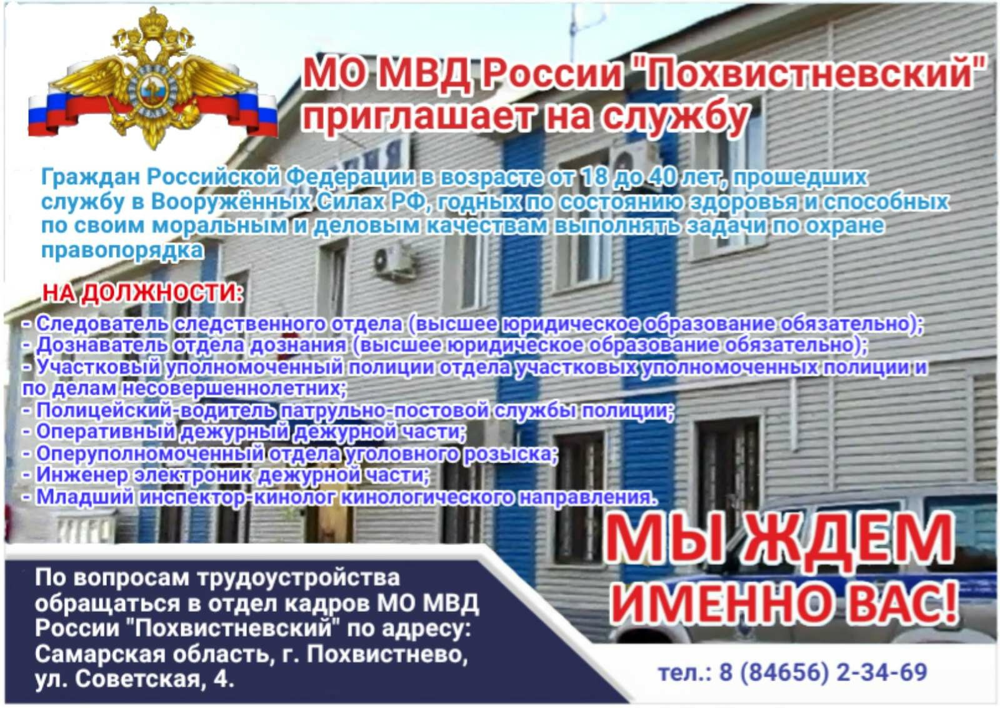 МО МВД России "Похвистневский"
приглашает на службу
Граждан Российской Федерации в возрасте от 18 до 40 лет, прошедших
службу в Вооружённых Силах РФ, годных по состоянию здоровья и способных
по своим моральным и деловым качествам выполнять задачи по охране
правопорядка
НА ДОЛЖНОСТИ:
- Следователь следственного отдела (высшее юридическое образование обязательно);
- Дознаватель отдела дознания (высшее юридическое образование обязательно);
- Участковый уполномоченный полиции отдела участковых уполномоченных полиции и
по делам несовершеннолетних;
- Полицейский-водитель патрульно-постовой службы полиции;
- Оперативный дежурный дежурной части;
- Оперуполномоченный отдела уголовного розыска;
- Инженер электроник дежурной части;
- Младший инспектор-кинолог кинологического направления.
МЫ ЖДЕМ
ИМЕННО ВАС!
По вопросам трудоустройства
обращаться в отдел кадров МО МВД
России "Похвистневский" по адресу:
Самарская область, г. Похвистнево,
ул. Советская, 4.
тел.: 8 (84656) 2-34-69